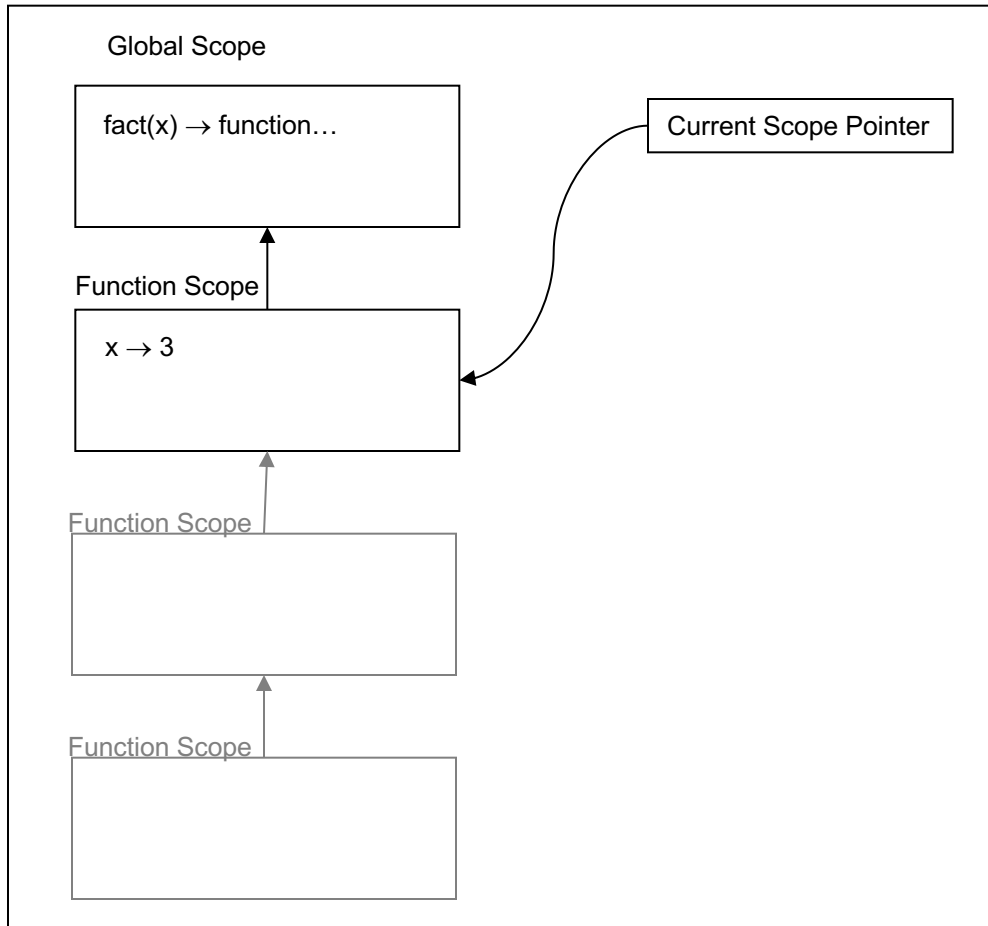 Global Scope
fact(x) → function…
Current Scope Pointer
Function Scope
x → 3
Function Scope
Function Scope